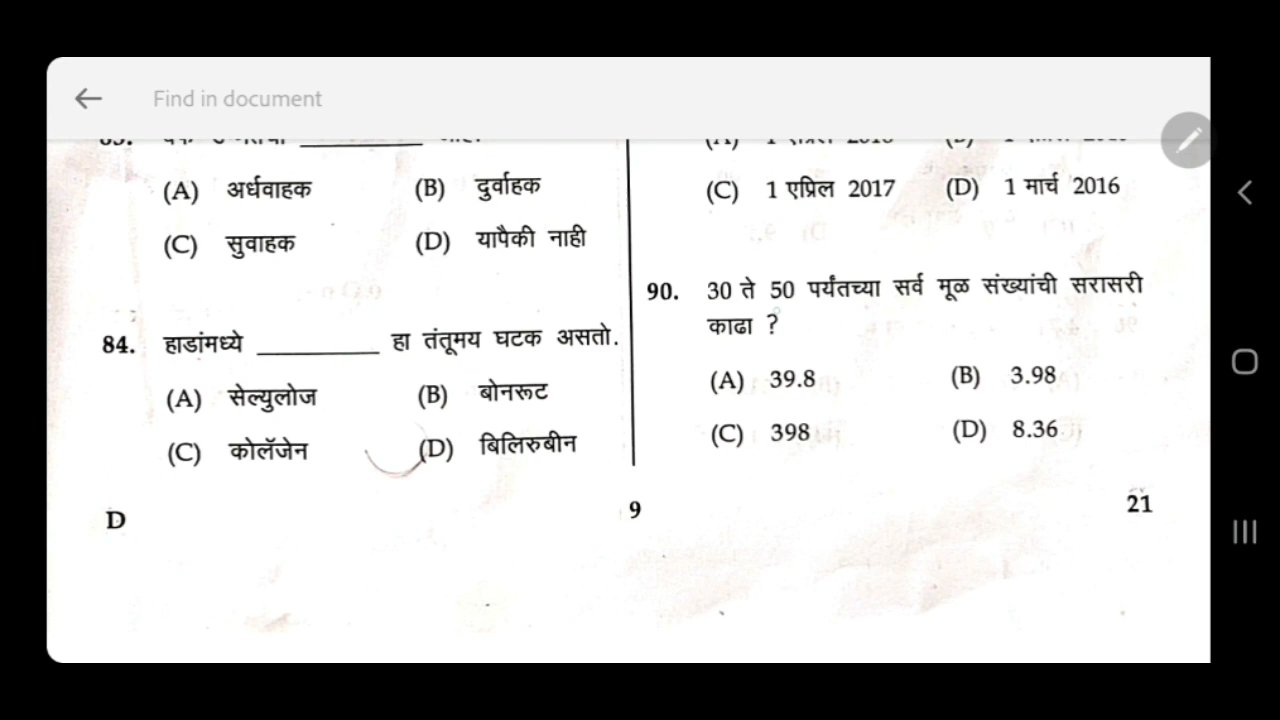 Find in document
(A) अर्धवाहक (B) दुर्वाहक
(C) सुवाहक (D) यापैकी नाही
84. हाडांमध्ये __________ हा तंतूमय घटक असतो.
(A) सेल्युलोज (B) बोनरूट
(C) कोलॅजेन (D) बिलिरुबीन
(C) 1 एप्रिल 2017 (D) 1 मार्च 2016
90. 30 ते 50 पर्यंतच्या सर्व मूळ संख्यांची सरासरी
काढा ?
(A) 39.8 (B) 3.98
(C) 398 (D) 8.36
D 9 21